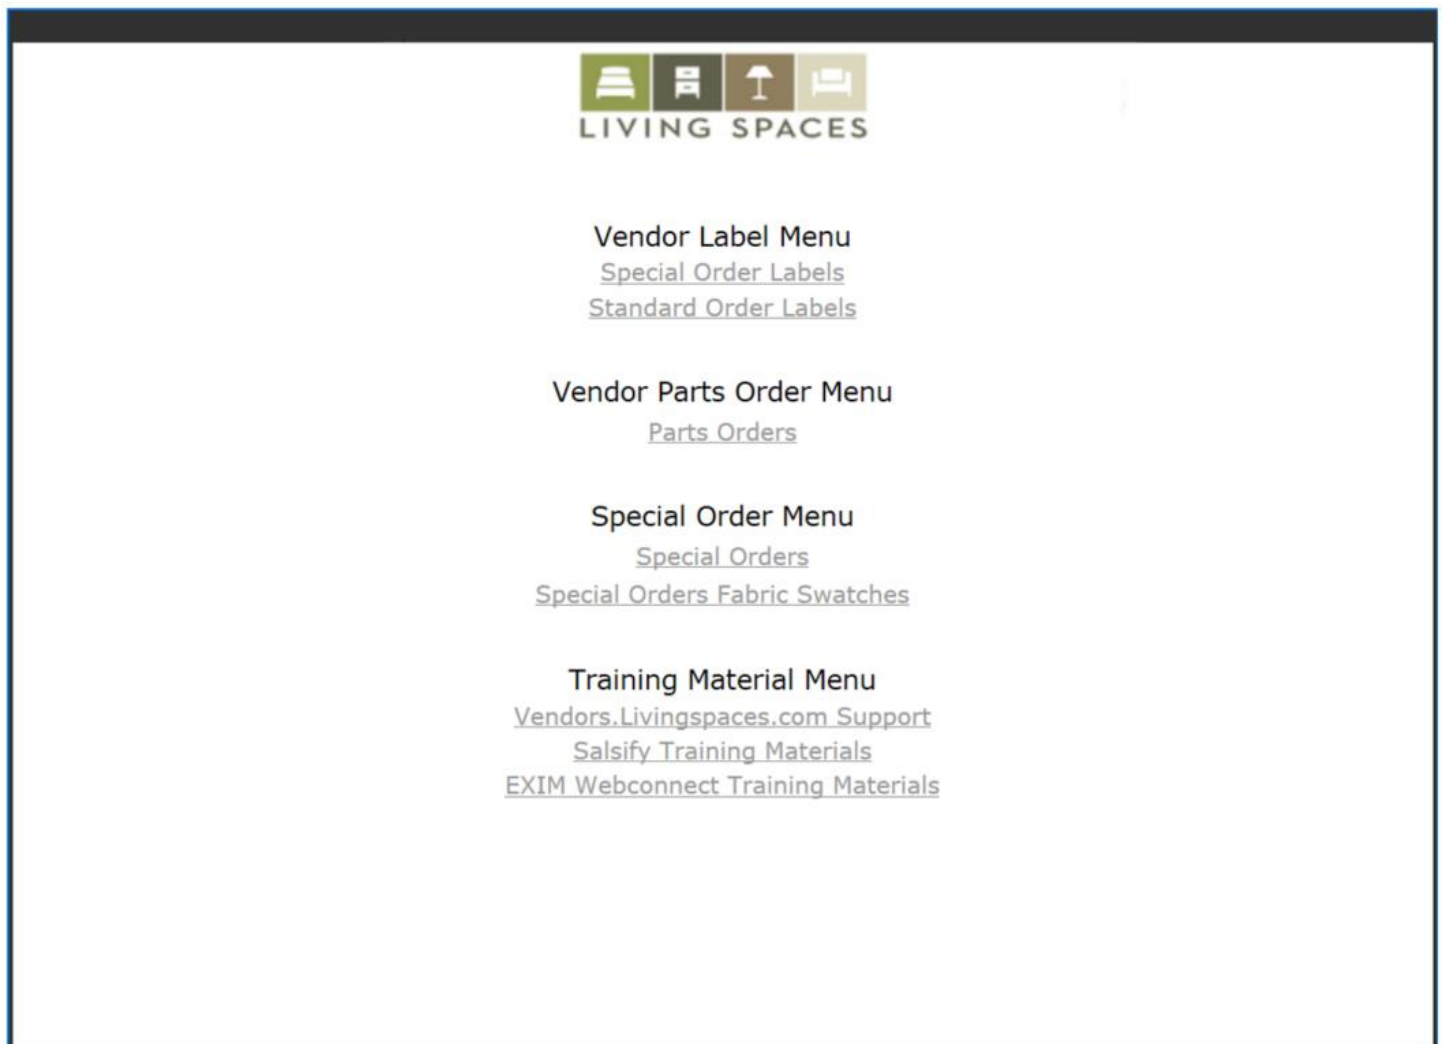 LIVING SPACES
Vendor Label Menu
Special Order Labels
Standard Order Labels
Vendor Parts Order Menu
Parts Orders
Special Order Menu
Special Orders
Special Orders Fabric Swatches
Training Material Menu
Vendors.Livingspaces.com Support
Salsify Training Materials
EXIM Webconnect Training Materials